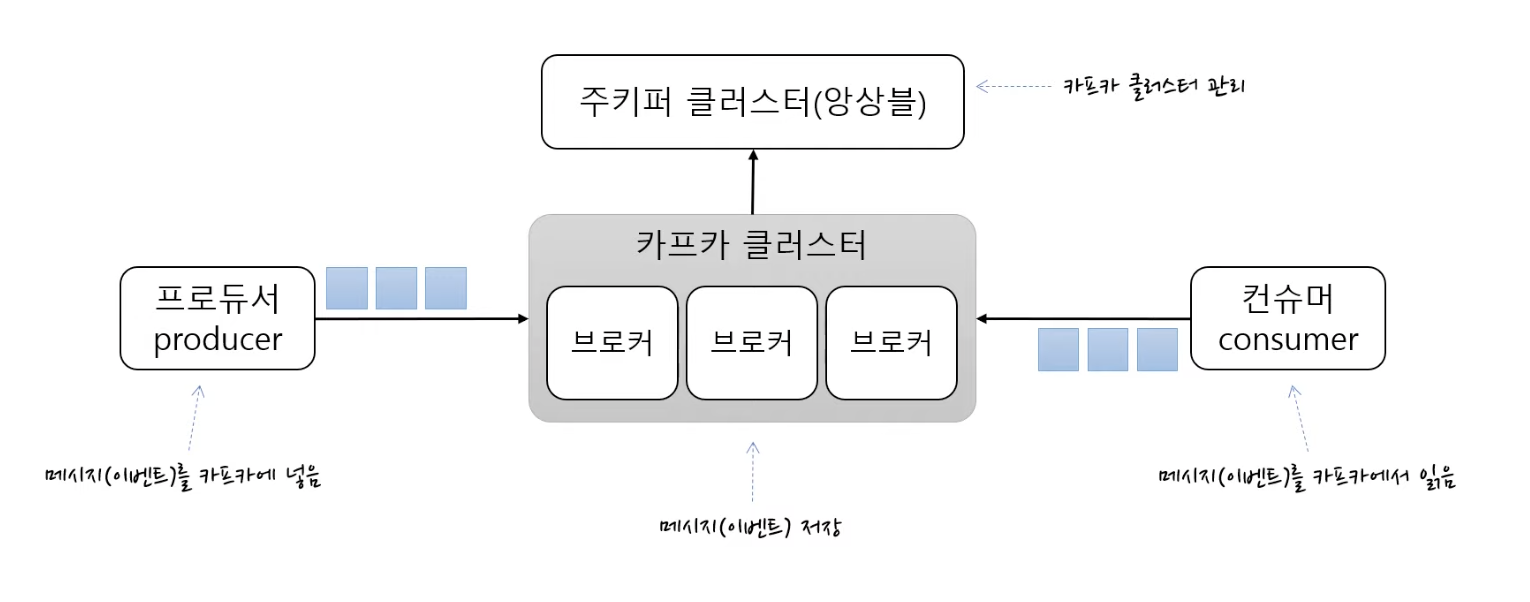 주키퍼 클러스터(앙상블)
카프카 클러스터 관리
카프카 클러스터
프로듀서
producer
브로커
브로커
브로커
컨슈머
consumer
메시지(이벤트)를 카프카에 넣음
메시지(이벤트)를 카프카에서 읽음
메시지(이벤트) 저장